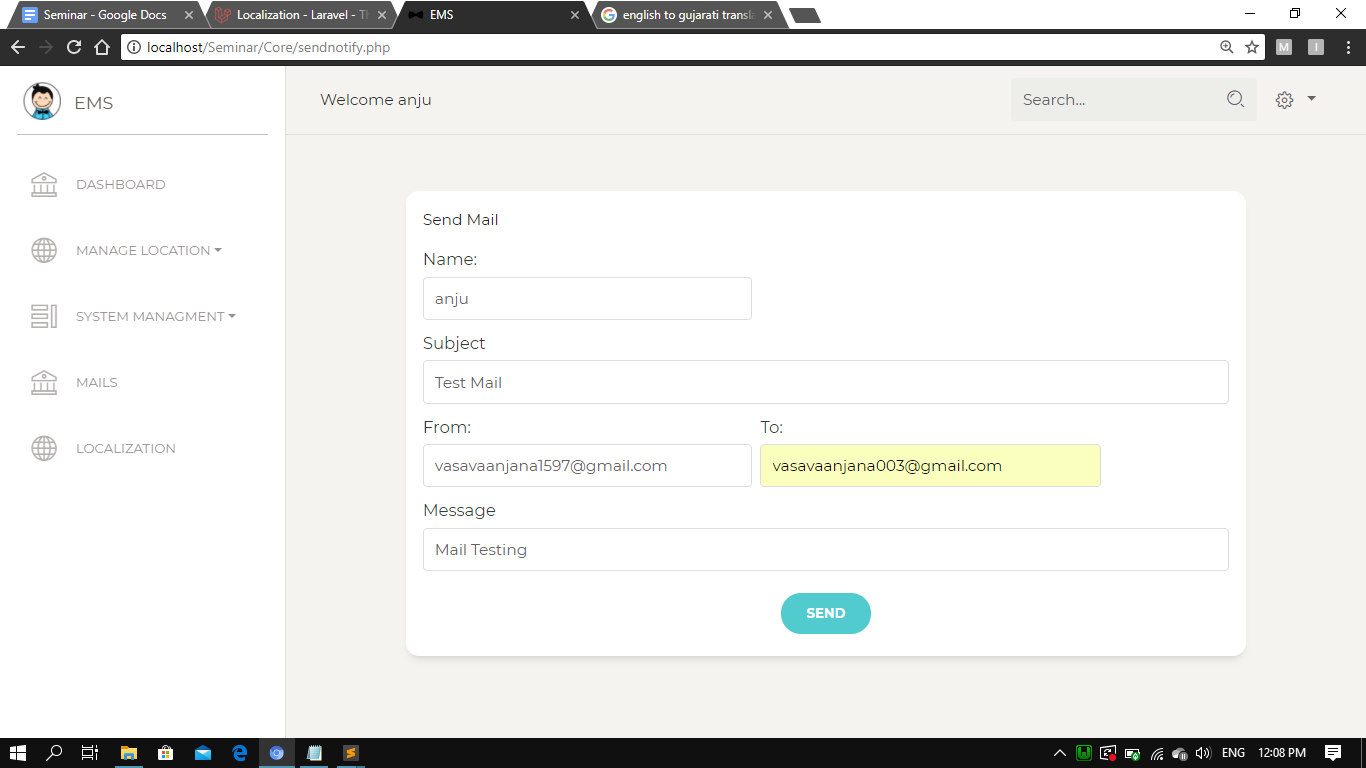 Seminar - Google Docs
Localization - Laravel - Th
EMS
english to gujarati transla
localhost/Seminar/Core/sendnotify.php
M
I
EMS
Welcome anju
Search...
DASHBOARD
MANAGE LOCATION
SYSTEM MANAGMENT
MAILS
LOCALIZATION
Send Mail
Name:
anju
Subject
Test Mail
From:
To:
vasavaanjana1597@gmail.com
vasavaanjana003@gmail.com
Message
Mail Testing
SEND
ENG
12:08 PM